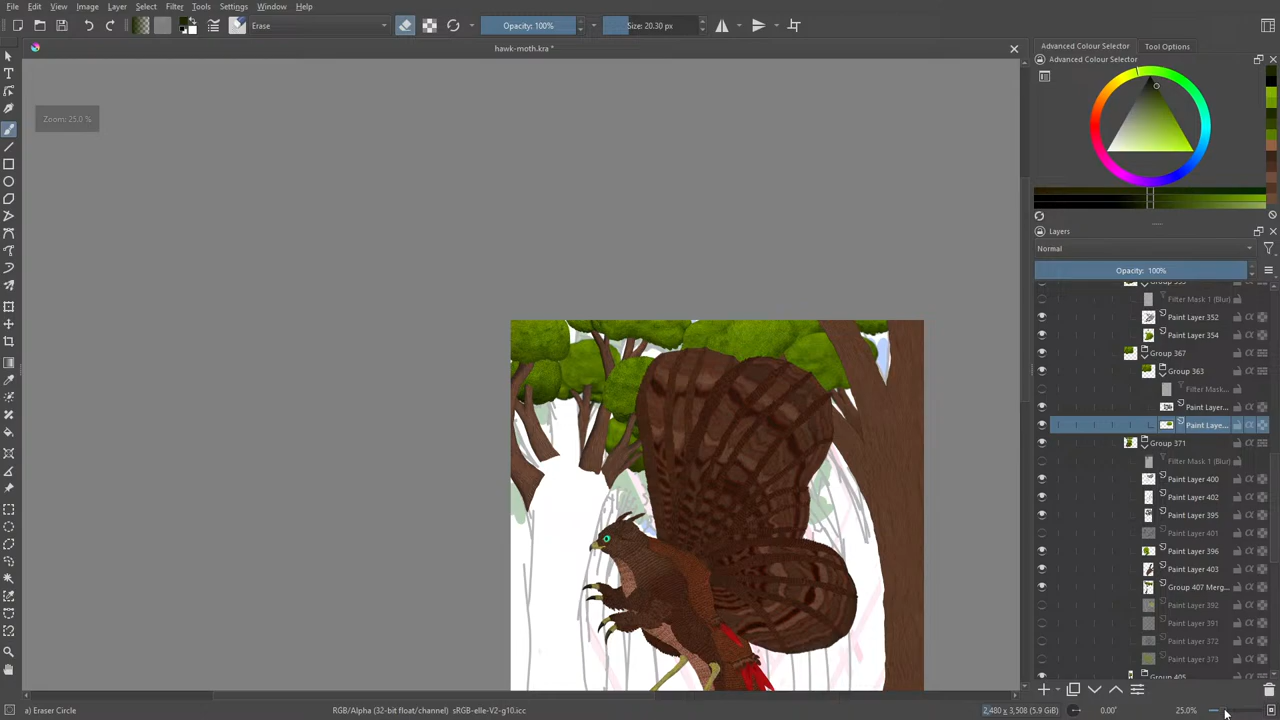 File Edit View Image Layer Select Filter Tools Settings Window Help
Erase Opacity: 100% Size: 20.30 px
hawk-moth.kra *
Zoom: 25.0 %
Advanced Colour Selector Tool Options
Advanced Colour Selector
Layers
Normal
Opacity: 100%
Filter Mask 1 (Blur)
Paint Layer 352
Paint Layer 354
Group 367
Group 363
Filter Mask...
Paint Layer...
Paint Laye...
Group 371
Filter Mask 1 (Blur)
Paint Layer 400
Paint Layer 402
Paint Layer 395
Paint Layer 401
Paint Layer 396
Paint Layer 403
Group 407 Merg...
Paint Layer 392
Paint Layer 391
Paint Layer 372
Paint Layer 373
Group 405
a) Eraser Circle RGB/Alpha (32-bit float/channel) sRGB-elle-V2-g10.icc 2,480 x 3,508 (5.9 GiB) 0.00° 25.0%